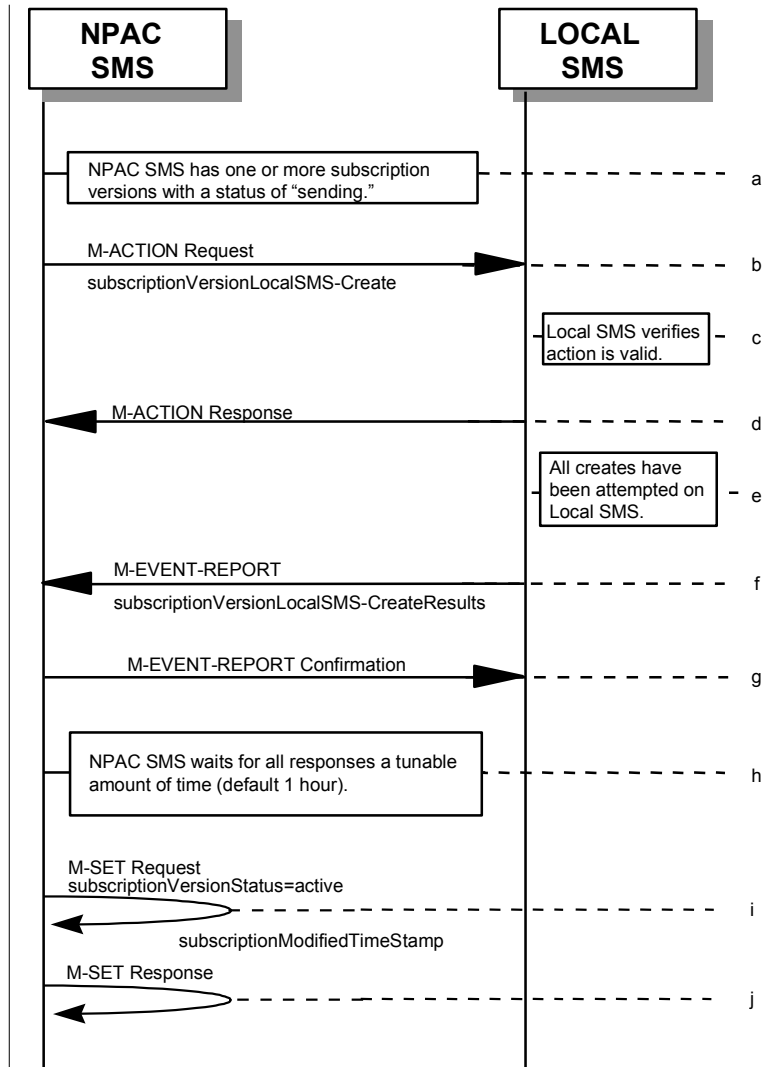 NPAC
SMS
LOCAL
SMS
NPAC SMS has one or more subscription
versions with a status of “sending.”
a
M-ACTION Request
b
subscriptionVersionLocalSMS-Create
Local SMS verifies
action is valid.
c
M-ACTION Response
d
All creates have
been attempted on
Local SMS.
e
M-EVENT-REPORT
f
subscriptionVersionLocalSMS-CreateResults
M-EVENT-REPORT Confirmation
g
NPAC SMS waits for all responses a tunable
amount of time (default 1 hour).
h
M-SET Request
subscriptionVersionStatus=active
i
subscriptionModifiedTimeStamp
M-SET Response
j